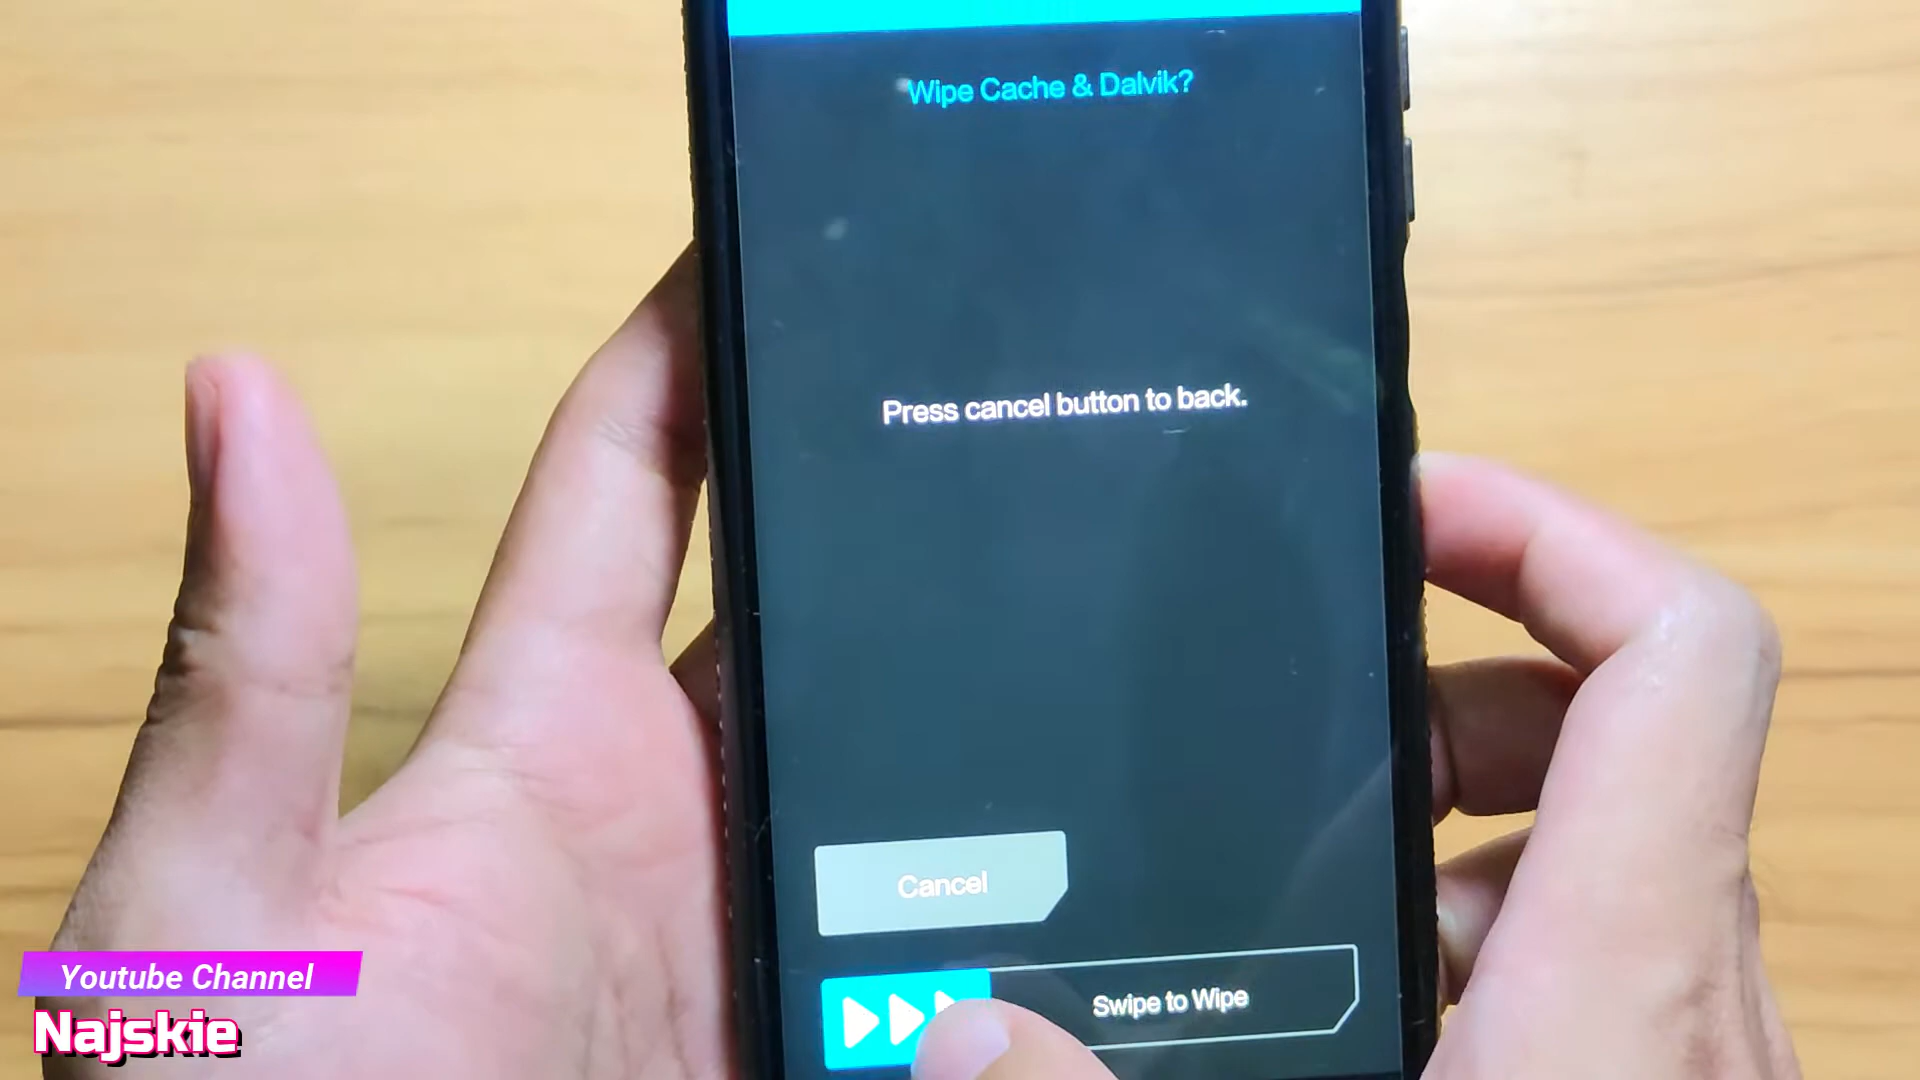 Wipe Cache & Dalvik?
Press cancel button to back.
Cancel
Swipe to Wipe
Youtube Channel
Najskie